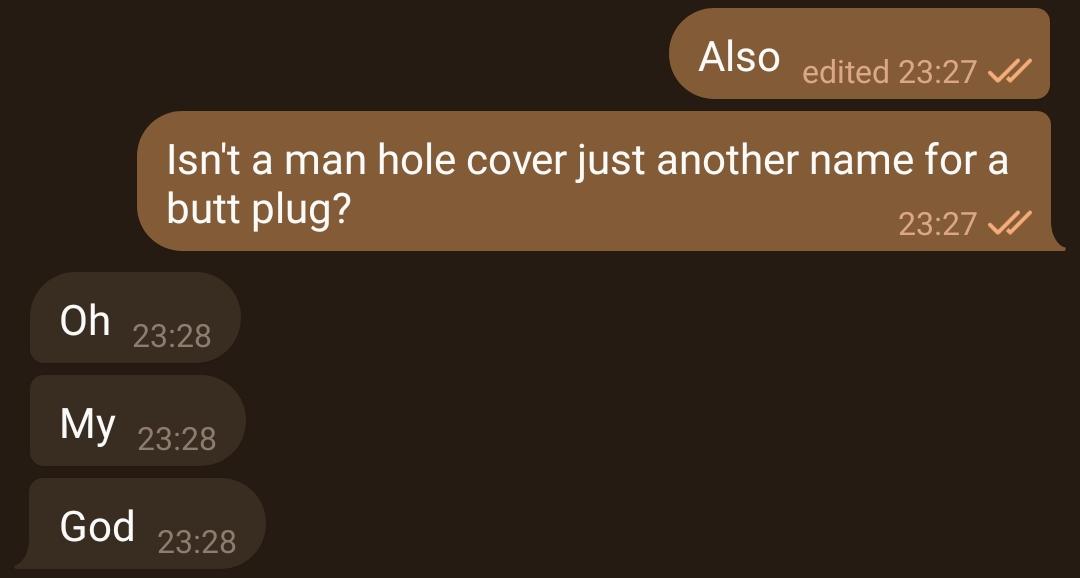 Also edited 23:27
Isn't a man hole cover just another name for a
butt plug? 23:27
Oh 23:28
My 23:28
God 23:28